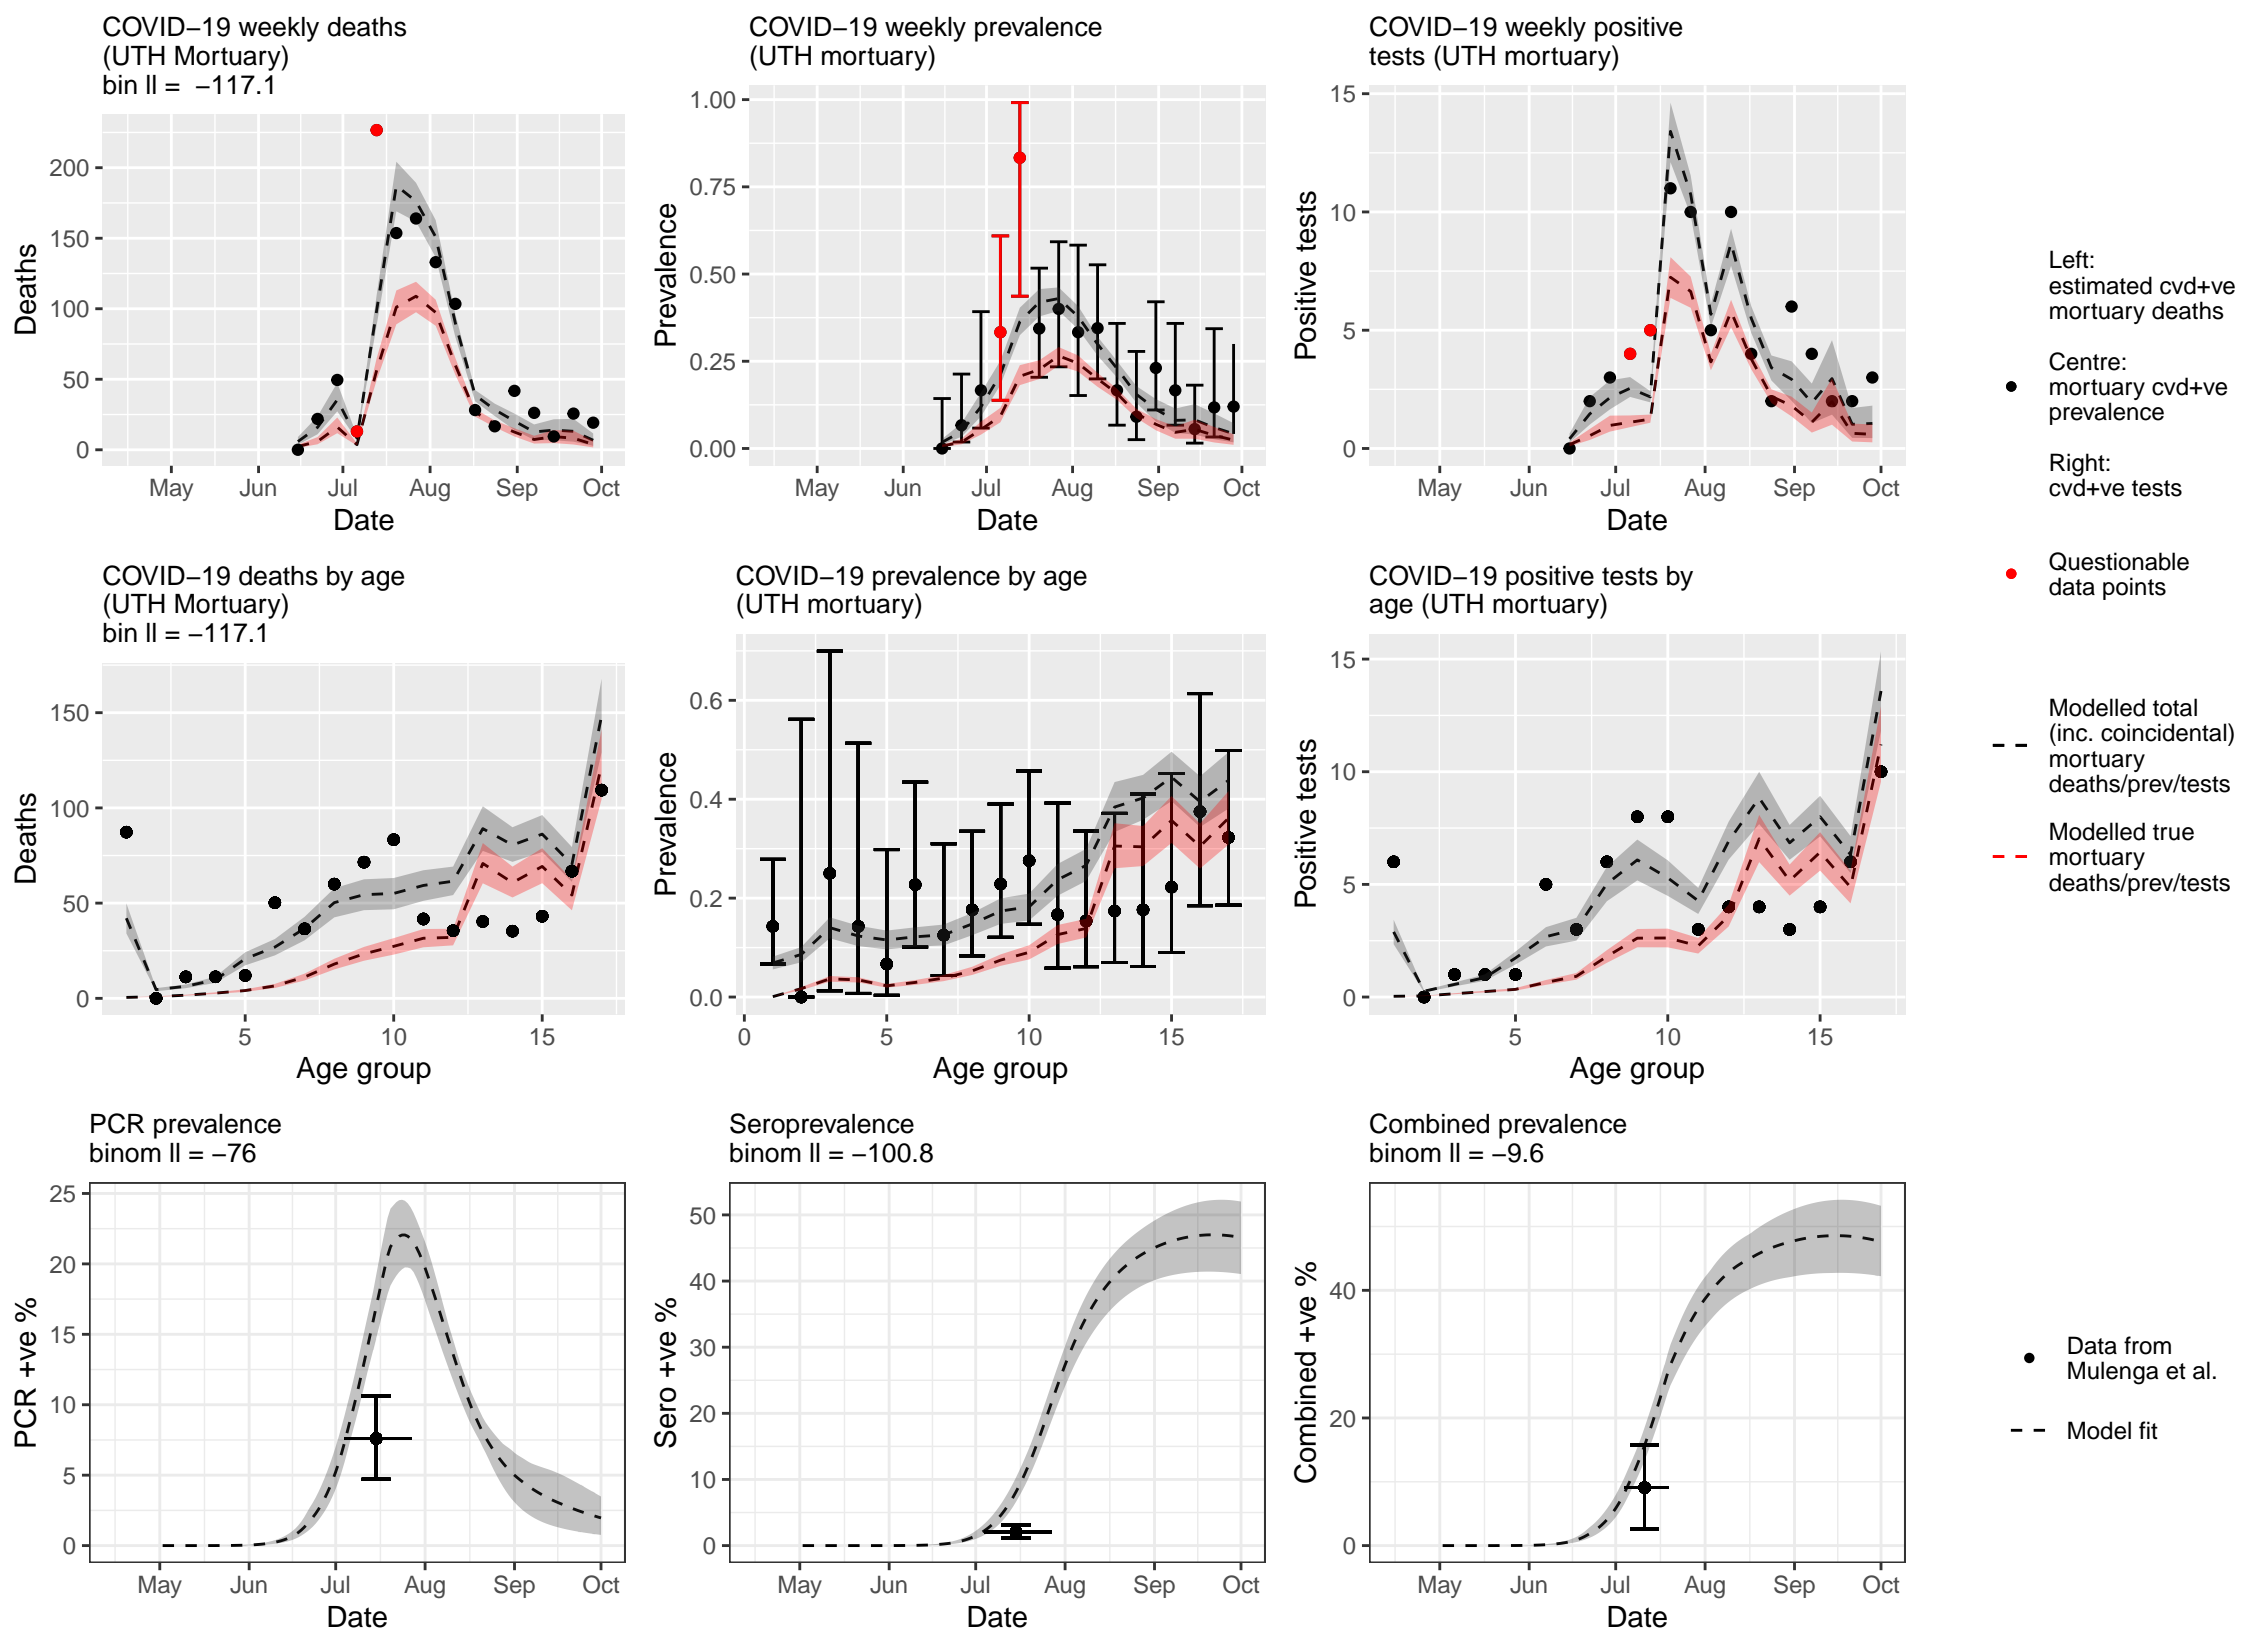 COVID−19 weekly deaths
(UTH Mortuary)
bin ll =  −117.1
Deaths
200
150
100
50
0
May Jun Jul Aug Sep Oct
Date
COVID−19 weekly prevalence
(UTH mortuary)
Prevalence
1.00
0.75
0.50
0.25
0.00
May Jun Jul Aug Sep Oct
Date
COVID−19 weekly positive
tests (UTH mortuary)
Positive tests
15
10
5
0
May Jun Jul Aug Sep Oct
Date
Left:
estimated cvd+ve
mortuary deaths
Centre:
mortuary cvd+ve
prevalence
Right:
cvd+ve tests
Questionable
data points
COVID−19 deaths by age
(UTH Mortuary)
bin ll = −117.1
Deaths
150
100
50
0
5 10 15
Age group
COVID−19 prevalence by age
(UTH mortuary)
Prevalence
0.6
0.4
0.2
0.0
0 5 10 15
Age group
COVID−19 positive tests by
age (UTH mortuary)
Positive tests
15
10
5
0
5 10 15
Age group
Modelled total
(inc. coincidental)
mortuary
deaths/prev/tests
Modelled true
mortuary
deaths/prev/tests
PCR prevalence
binom ll = −76
PCR +ve %
25
20
15
10
5
0
May Jun Jul Aug Sep Oct
Date
Seroprevalence
binom ll = −100.8
Sero +ve %
50
40
30
20
10
0
May Jun Jul Aug Sep Oct
Date
Combined prevalence
binom ll = −9.6
Combined +ve %
40
20
0
May Jun Jul Aug Sep Oct
Date
Data from
Mulenga et al.
Model fit